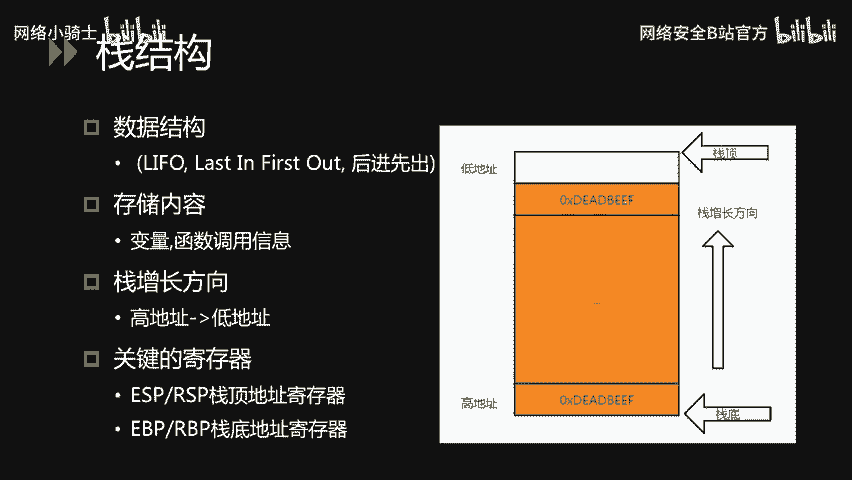 网络小骑士 bilibili
网络安全B站官方 bilibili
栈结构
数据结构
• (LIFO, Last In First Out, 后进先出)
存储内容
• 变量,函数调用信息
栈增长方向
• 高地址->低地址
关键的寄存器
• ESP/RSP栈顶地址寄存器
• EBP/RBP栈底地址寄存器
栈顶
低地址
0xDEADBEEF
栈增长方向
...
高地址
0xDEADBEEF
栈底